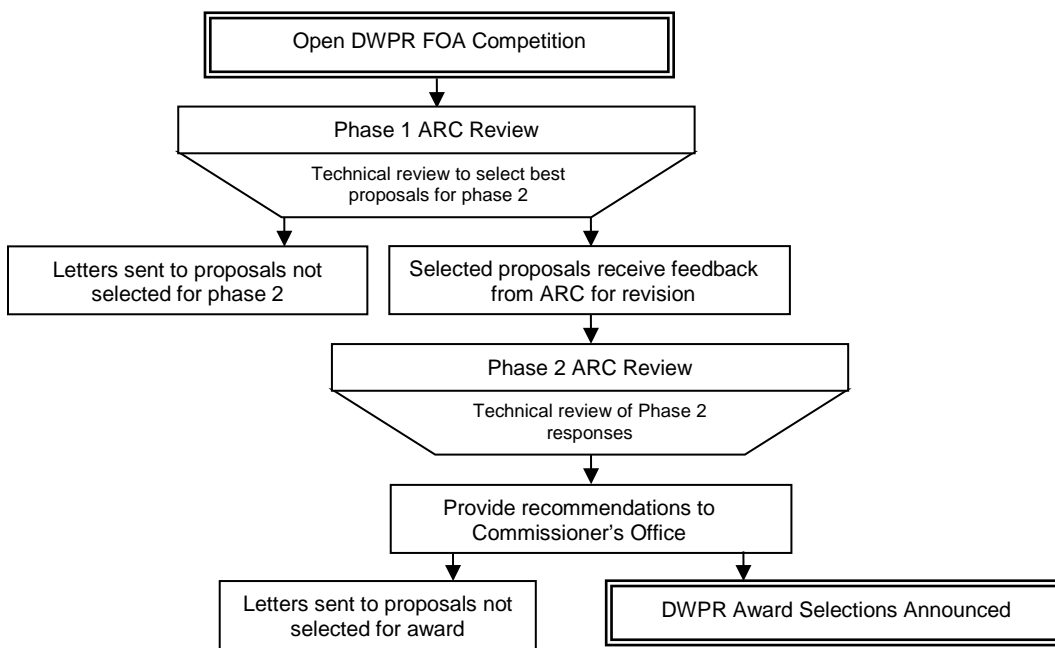 Open DWPR FOA Competition
Phase 1 ARC Review
Technical review to select best
proposals for phase 2
Letters sent to proposals not
selected for phase 2
Selected proposals receive feedback
from ARC for revision
Phase 2 ARC Review
Technical review of Phase 2
responses
Provide recommendations to
Commissioner’s Office
Letters sent to proposals not
selected for award
DWPR Award Selections Announced